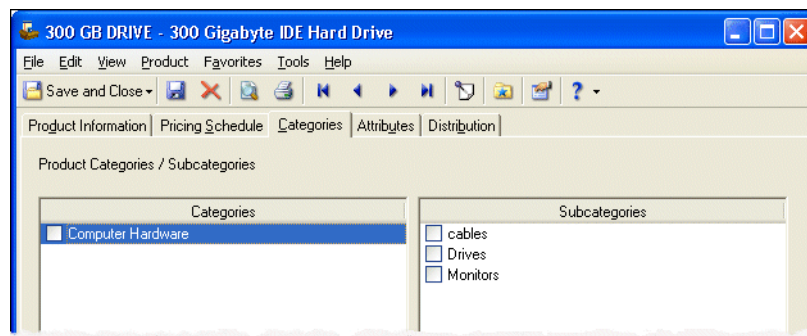 300 GB DRIVE - 300 Gigabyte IDE Hard Drive
File Edit View Product Favorites Tools Help
Save and Close ?
Product Information Pricing Schedule Categories Attributes Distribution
Product Categories / Subcategories
Categories Subcategories
Computer Hardware cables
Drives
Monitors